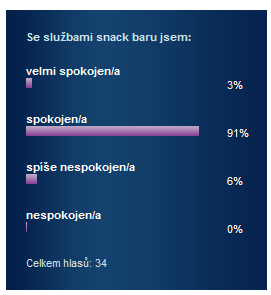 Se službami snack baru jsem:
velmi spokojen/a
3%
spokojen/a
91%
spíše nespokojen/a
6%
nespokojen/a
0%
Celkem hlasů: 34